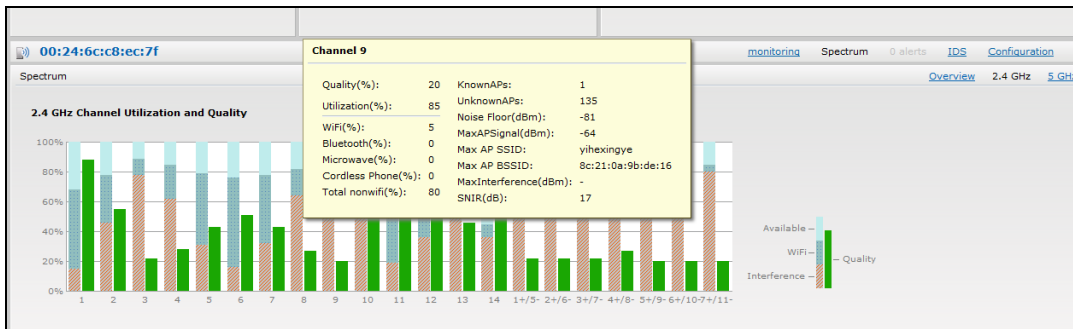 00:24:6c:c8:ec:7f
monitoring Spectrum 0 alerts IDS Configuration
Spectrum
Overview 2.4 GHz 5 GHz
2.4 GHz Channel Utilization and Quality
Channel 9
Quality(%): 20 KnownAPs: 1
Utilization(%): 85 UnknownAPs: 135
Noise Floor(dBm): -81
WiFi(%): 5 MaxAPSignal(dBm): -64
Bluetooth(%): 0 Max AP SSID: yihexingye
Microwave(%): 0 Max AP BSSID: 8c:21:0a:9b:de:16
Cordless Phone(%): 0 MaxInterference(dBm): -
Total nonwifi(%): 80 SNIR(dB): 17
100%
80%
60%
40%
20%
0%
1 2 3 4 5 6 7 8 9 10 11 12 13 14 1+/5- 2+/6- 3+/7- 4+/8- 5+/9- 6+/10- 7+/11-
Available
WiFi
Quality
Interference